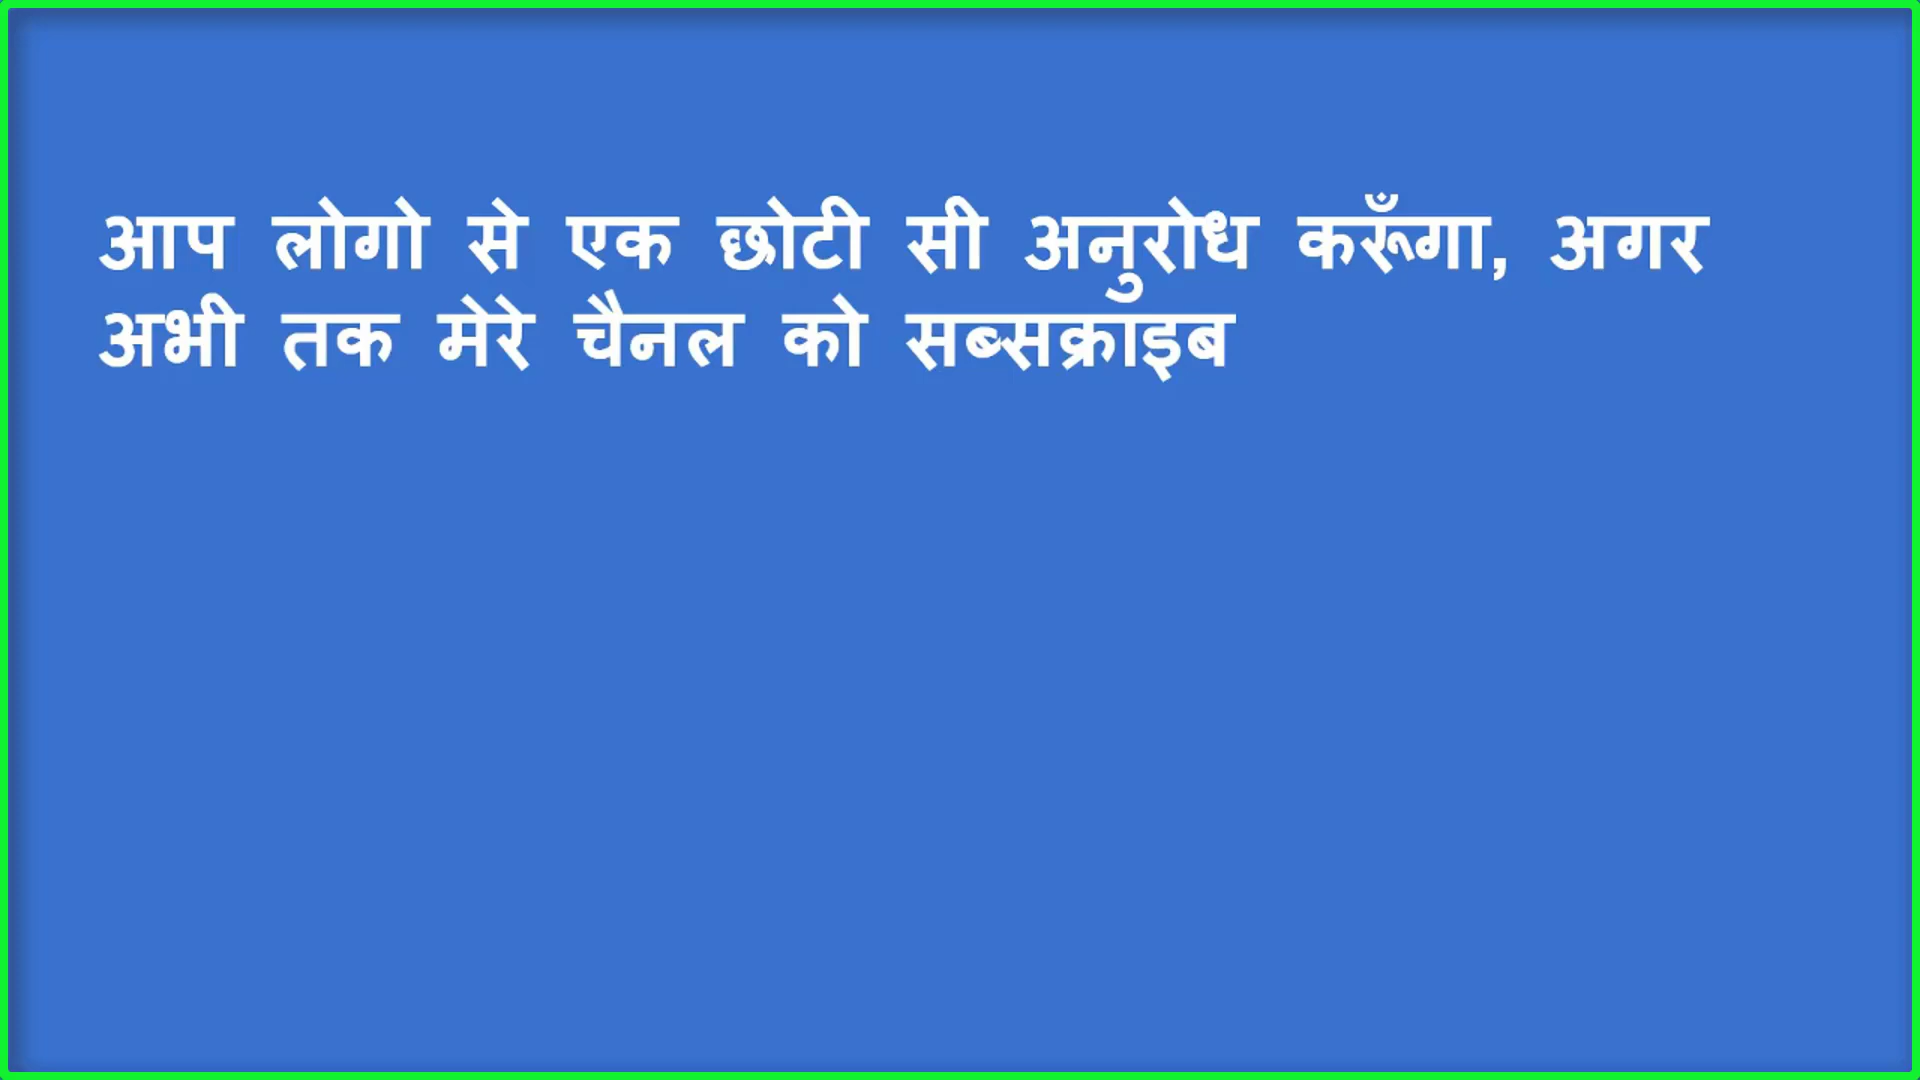 आप लोगो से एक छोटी सी अनुरोध करूँगा, अगर
अभी तक मेरे चैनल को सब्सक्राइब